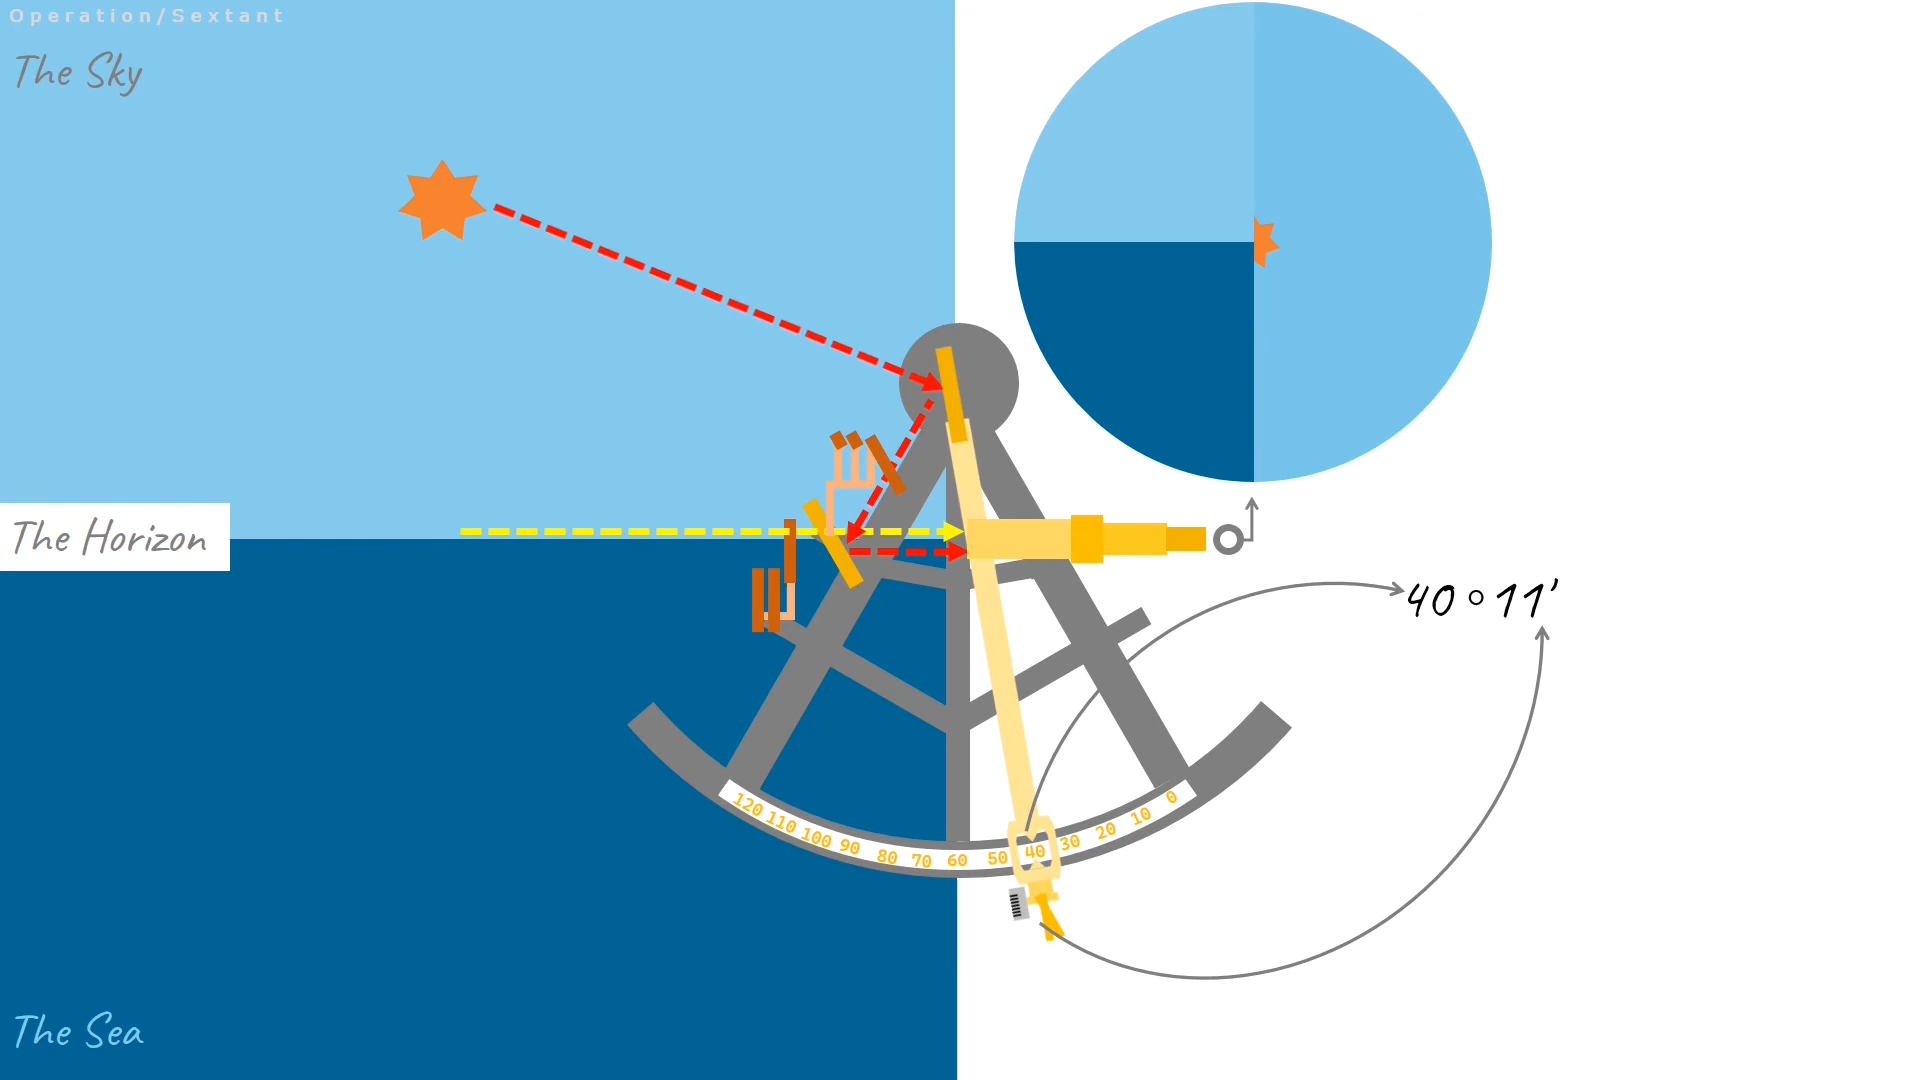 Operation/Sextant
The Sky
The Horizon
40°11'
120 110 100 90 80 70 60 50 40 30 20 10 0
The Sea